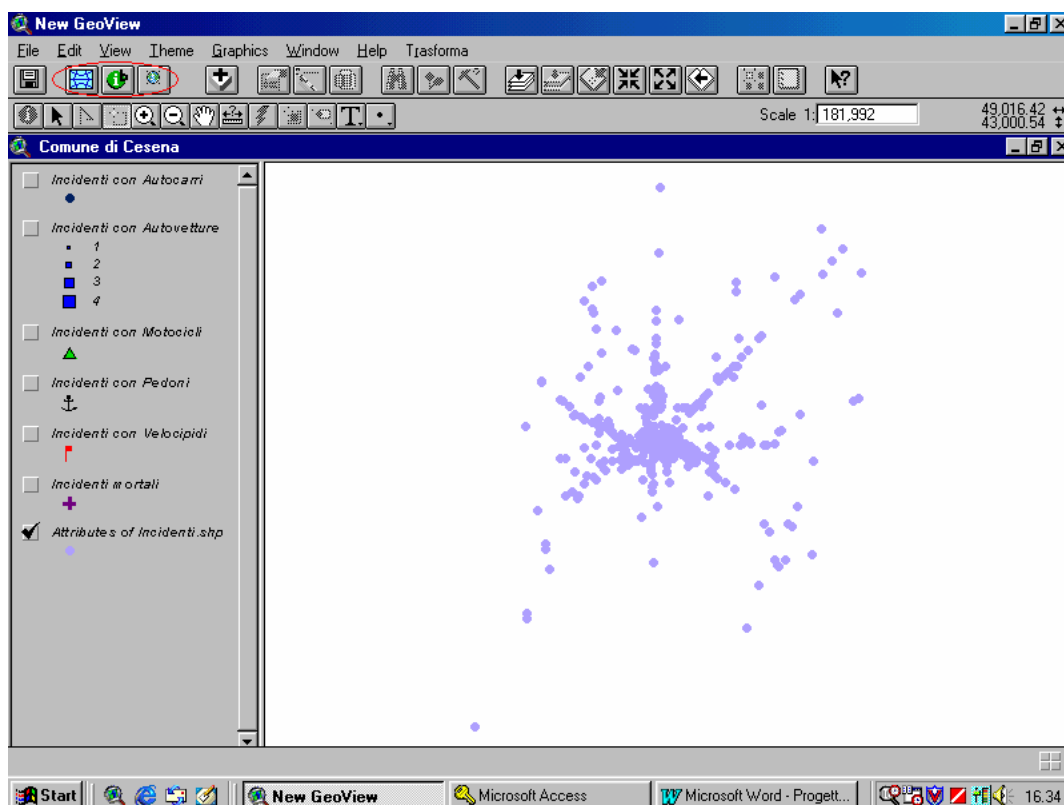 New GeoView
File Edit View Theme Graphics Window Help Trasforma
Scale 1: 181,992
49,016.42
43,000.54
Comune di Cesena
Incidenti con Autocarri
Incidenti con Autovetture
1
2
3
4
Incidenti con Motocicli
Incidenti con Pedoni
Incidenti con Velocipidi
Incidenti mortali
Attributes of Incidenti.shp
Start New GeoView Microsoft Access Microsoft Word - Progett...